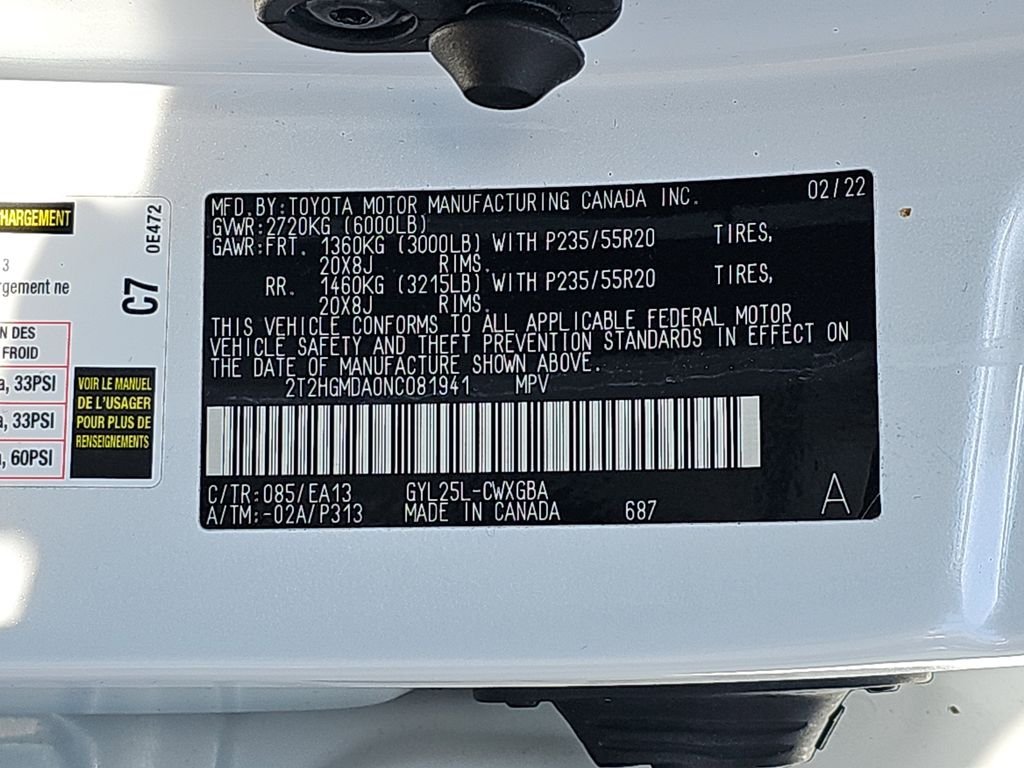 HARGEMENT
3
gement ne
N DES
FROID
a, 33PSI
a, 33PSI
a, 60PSI
C7
0E472
VOIR LE MANUEL
DE L'USAGER
POUR PLUS DE
RENSEIGNEMENTS
MFD.BY:TOYOTA MOTOR MANUFACTURING CANADA INC. 02/22
GVWR:2720KG (6000LB)
GAWR:FRT. 1360KG (3000LB) WITH P235/55R20 TIRES,
20X8J RIMS.
RR. 1460KG (3215LB) WITH P235/55R20 TIRES,
20X8J RIMS.
THIS VEHICLE CONFORMS TO ALL APPLICABLE FEDERAL MOTOR
VEHICLE SAFETY AND THEFT PREVENTION STANDARDS IN EFFECT ON
THE DATE OF MANUFACTURE SHOWN ABOVE.
2T2HGMDA0NC081941 MPV
C/TR:085/EA13 GYL25L-CWXGBA
A/TM:-02A/P313 MADE IN CANADA 687 A